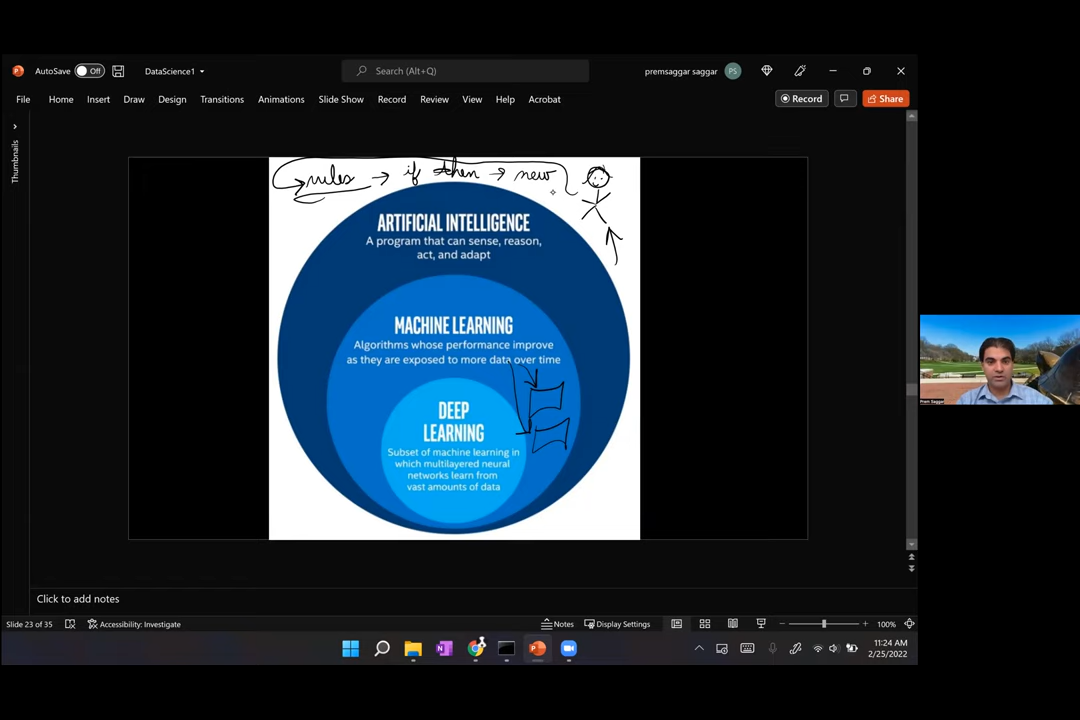 AutoSave Off DataScience1 Search (Alt+Q) premsaggar saggar PS
File Home Insert Draw Design Transitions Animations Slide Show Record Review View Help Acrobat Record Share
Thumbnails
rules → if then → new
ARTIFICIAL INTELLIGENCE
A program that can sense, reason,
act, and adapt
MACHINE LEARNING
Algorithms whose performance improve
as they are exposed to more data over time
DEEP
LEARNING
Subset of machine learning in
which multilayered neural
networks learn from
vast amounts of data
Prem Saggar
Click to add notes
Slide 23 of 35 Accessibility: Investigate Notes Display Settings 100%
11:24 AM
2/25/2022